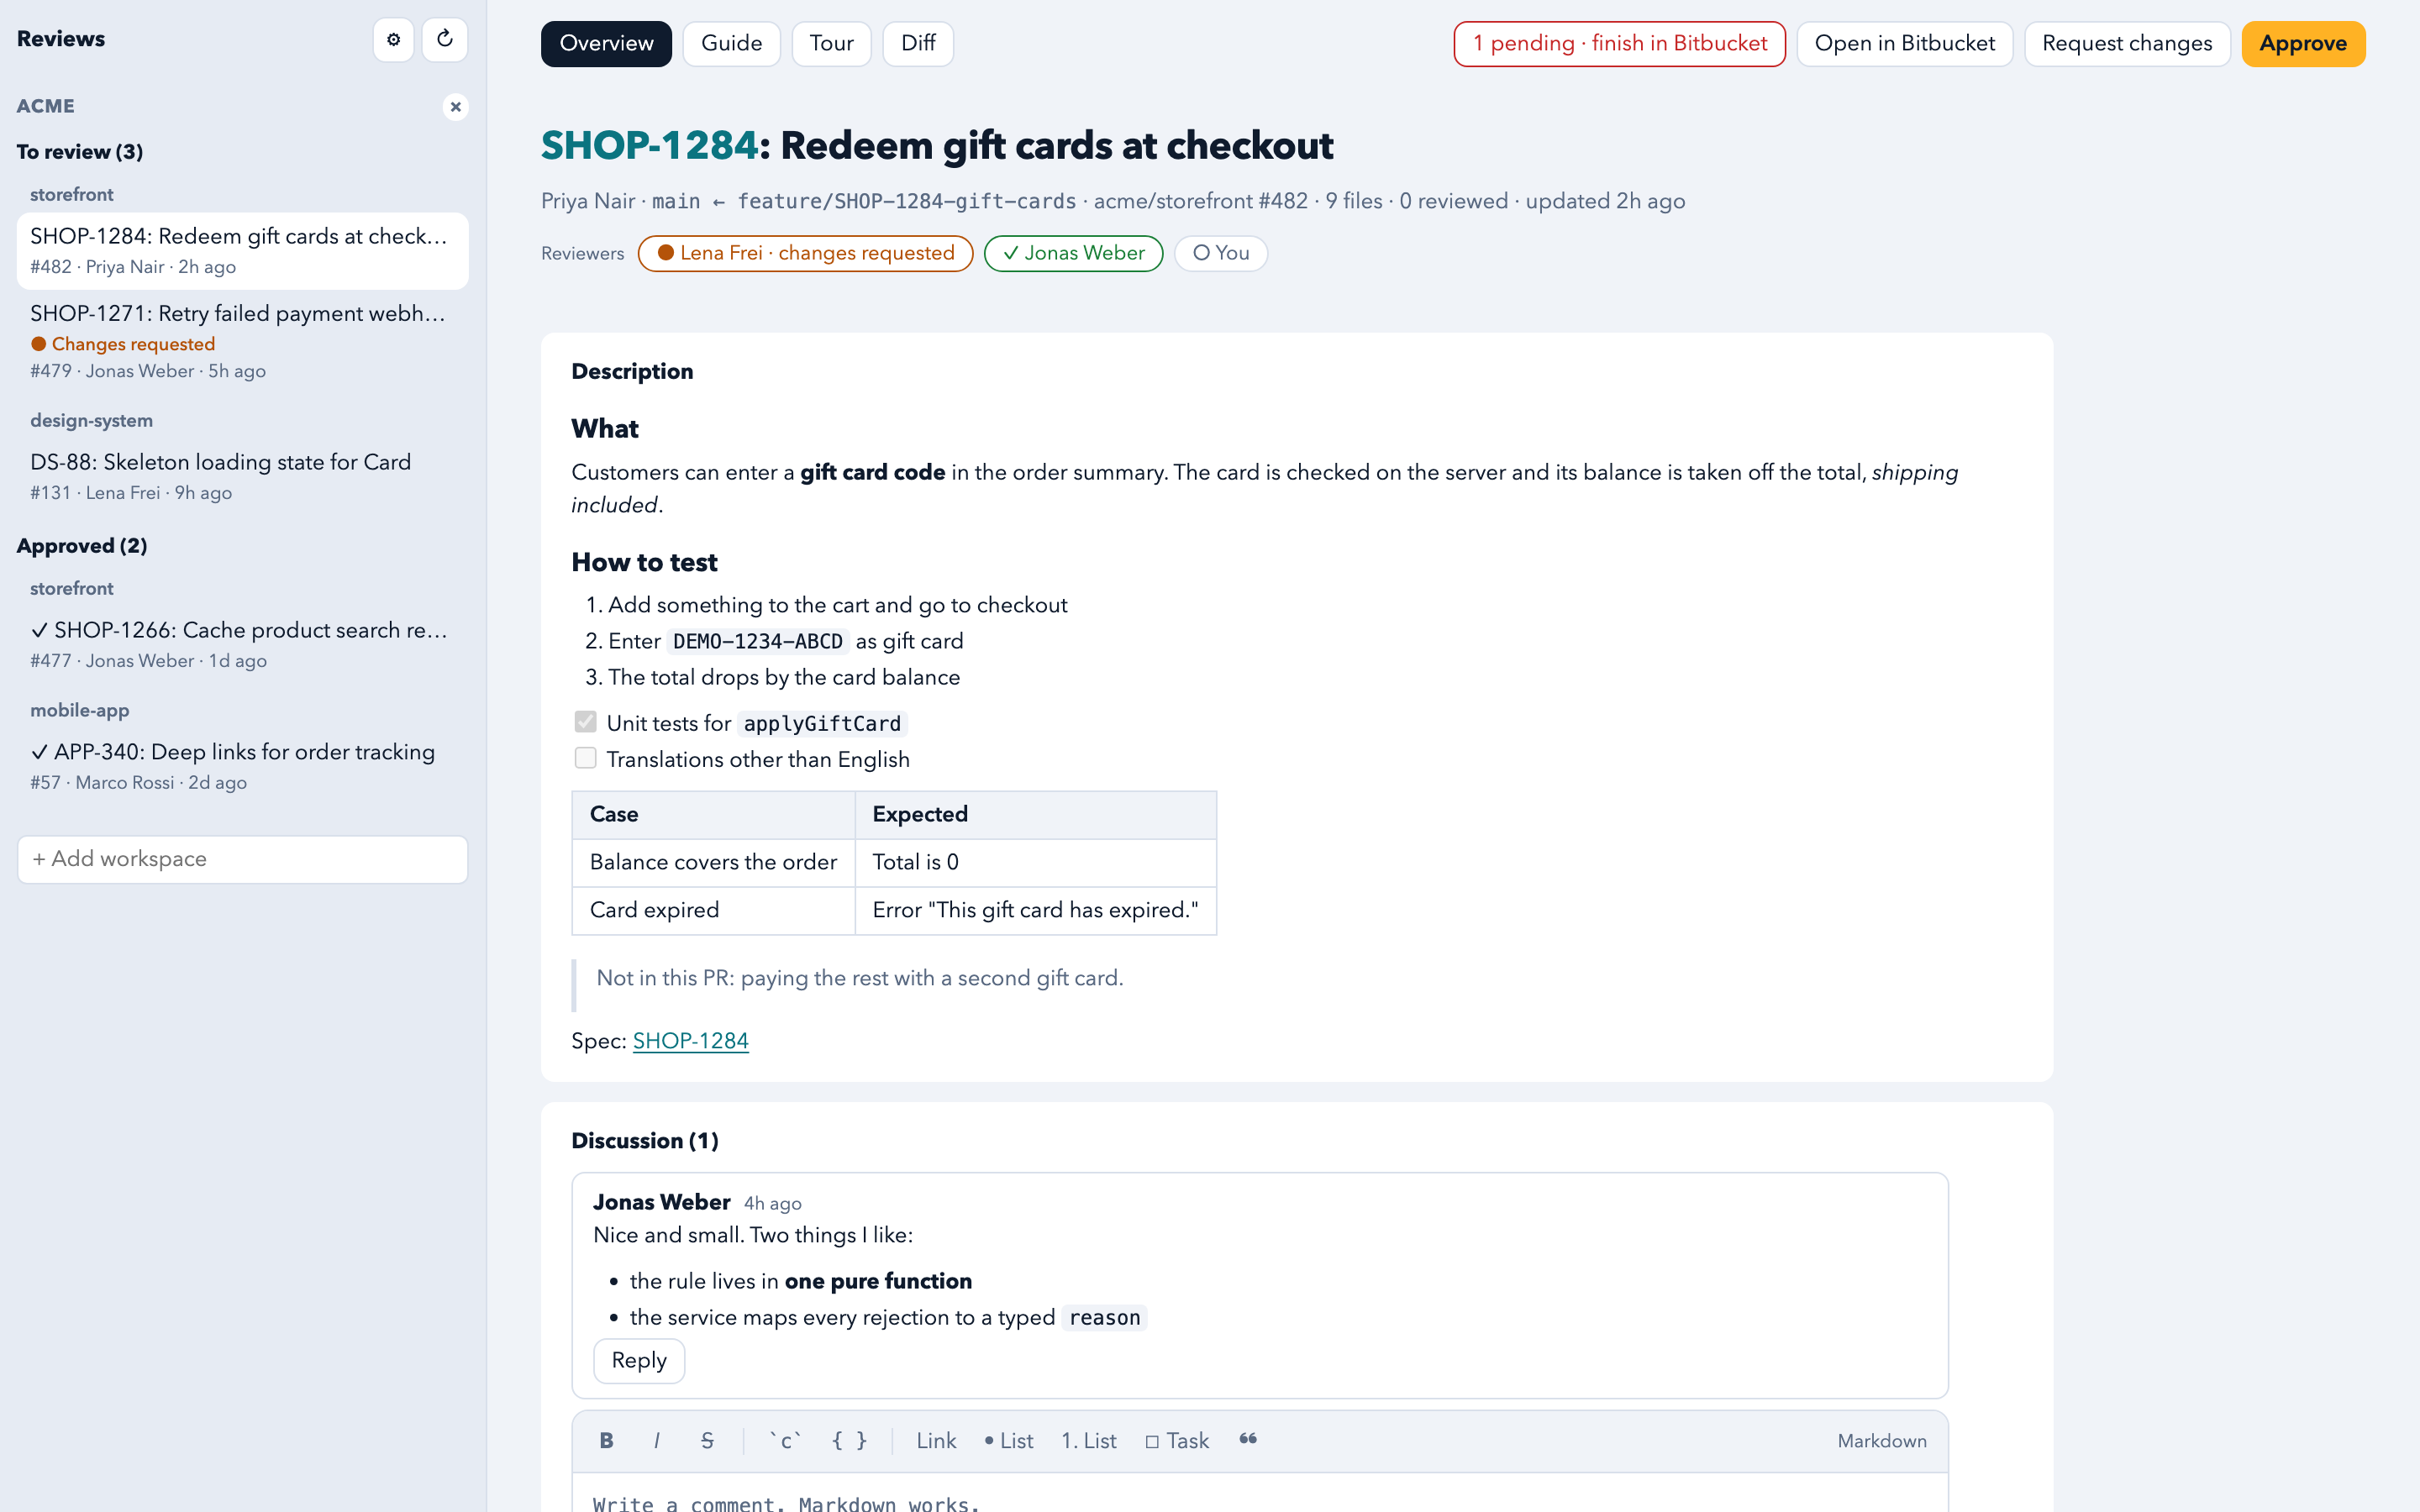 Reviews
⚙ ↻
ACME ×
To review (3)
storefront
SHOP-1284: Redeem gift cards at check…
#482 · Priya Nair · 2h ago
SHOP-1271: Retry failed payment webh…
● Changes requested
#479 · Jonas Weber · 5h ago
design-system
DS-88: Skeleton loading state for Card
#131 · Lena Frei · 9h ago
Approved (2)
storefront
✓ SHOP-1266: Cache product search re…
#477 · Jonas Weber · 1d ago
mobile-app
✓ APP-340: Deep links for order tracking
#57 · Marco Rossi · 2d ago
+ Add workspace
Overview Guide Tour Diff
1 pending · finish in Bitbucket Open in Bitbucket Request changes Approve
SHOP-1284: Redeem gift cards at checkout
Priya Nair · main ← feature/SHOP-1284-gift-cards · acme/storefront #482 · 9 files · 0 reviewed · updated 2h ago
Reviewers ● Lena Frei · changes requested ✓ Jonas Weber ○ You
Description
What
Customers can enter a gift card code in the order summary. The card is checked on the server and its balance is taken off the total, shipping
included.
How to test
1. Add something to the cart and go to checkout
2. Enter DEMO-1234-ABCD as gift card
3. The total drops by the card balance
Unit tests for applyGiftCard
Translations other than English
Case Expected
Balance covers the order Total is 0
Card expired Error "This gift card has expired."
Not in this PR: paying the rest with a second gift card.
Spec: SHOP-1284
Discussion (1)
Jonas Weber 4h ago
Nice and small. Two things I like:
• the rule lives in one pure function
• the service maps every rejection to a typed reason
Reply
B I S `c` { } Link • List 1. List ☐ Task ❝ Markdown
Write a comment. Markdown works.